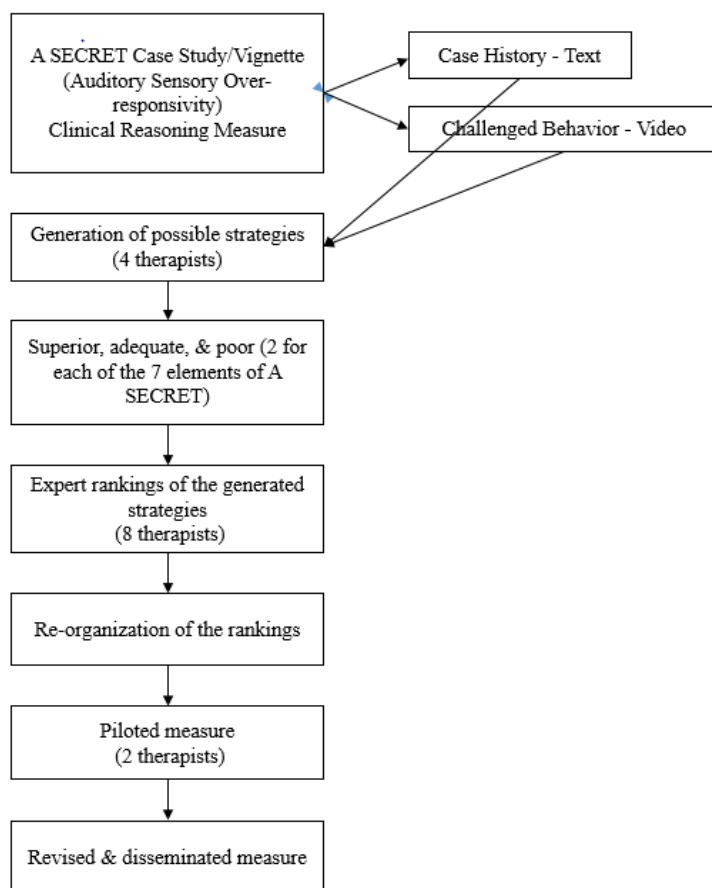 A SECRET Case Study/Vignette
(Auditory Sensory Over-
responsivity)
Clinical Reasoning Measure
Case History - Text
Challenged Behavior - Video
Generation of possible strategies
(4 therapists)
Superior, adequate, & poor (2 for
each of the 7 elements of A
SECRET)
Expert rankings of the generated
strategies
(8 therapists)
Re-organization of the rankings
Piloted measure
(2 therapists)
Revised & disseminated measure